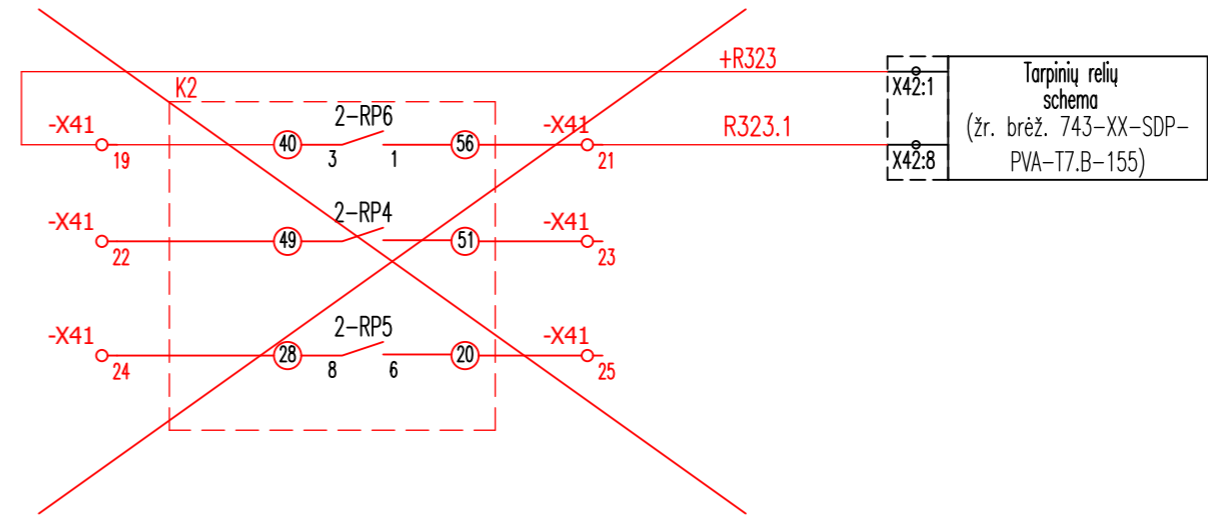 +R323
K2
X42:1
Tarpinių relių
schema
(žr. brėž. 743-XX-SDP-
PVA-T7.B-155)
-X41
19
40
2-RP6
3
1
56
-X41
21
R323.1
X42:8
-X41
22
49
2-RP4
51
23
-X41
24
28
2-RP5
8
6
20
-X41
25
-X41